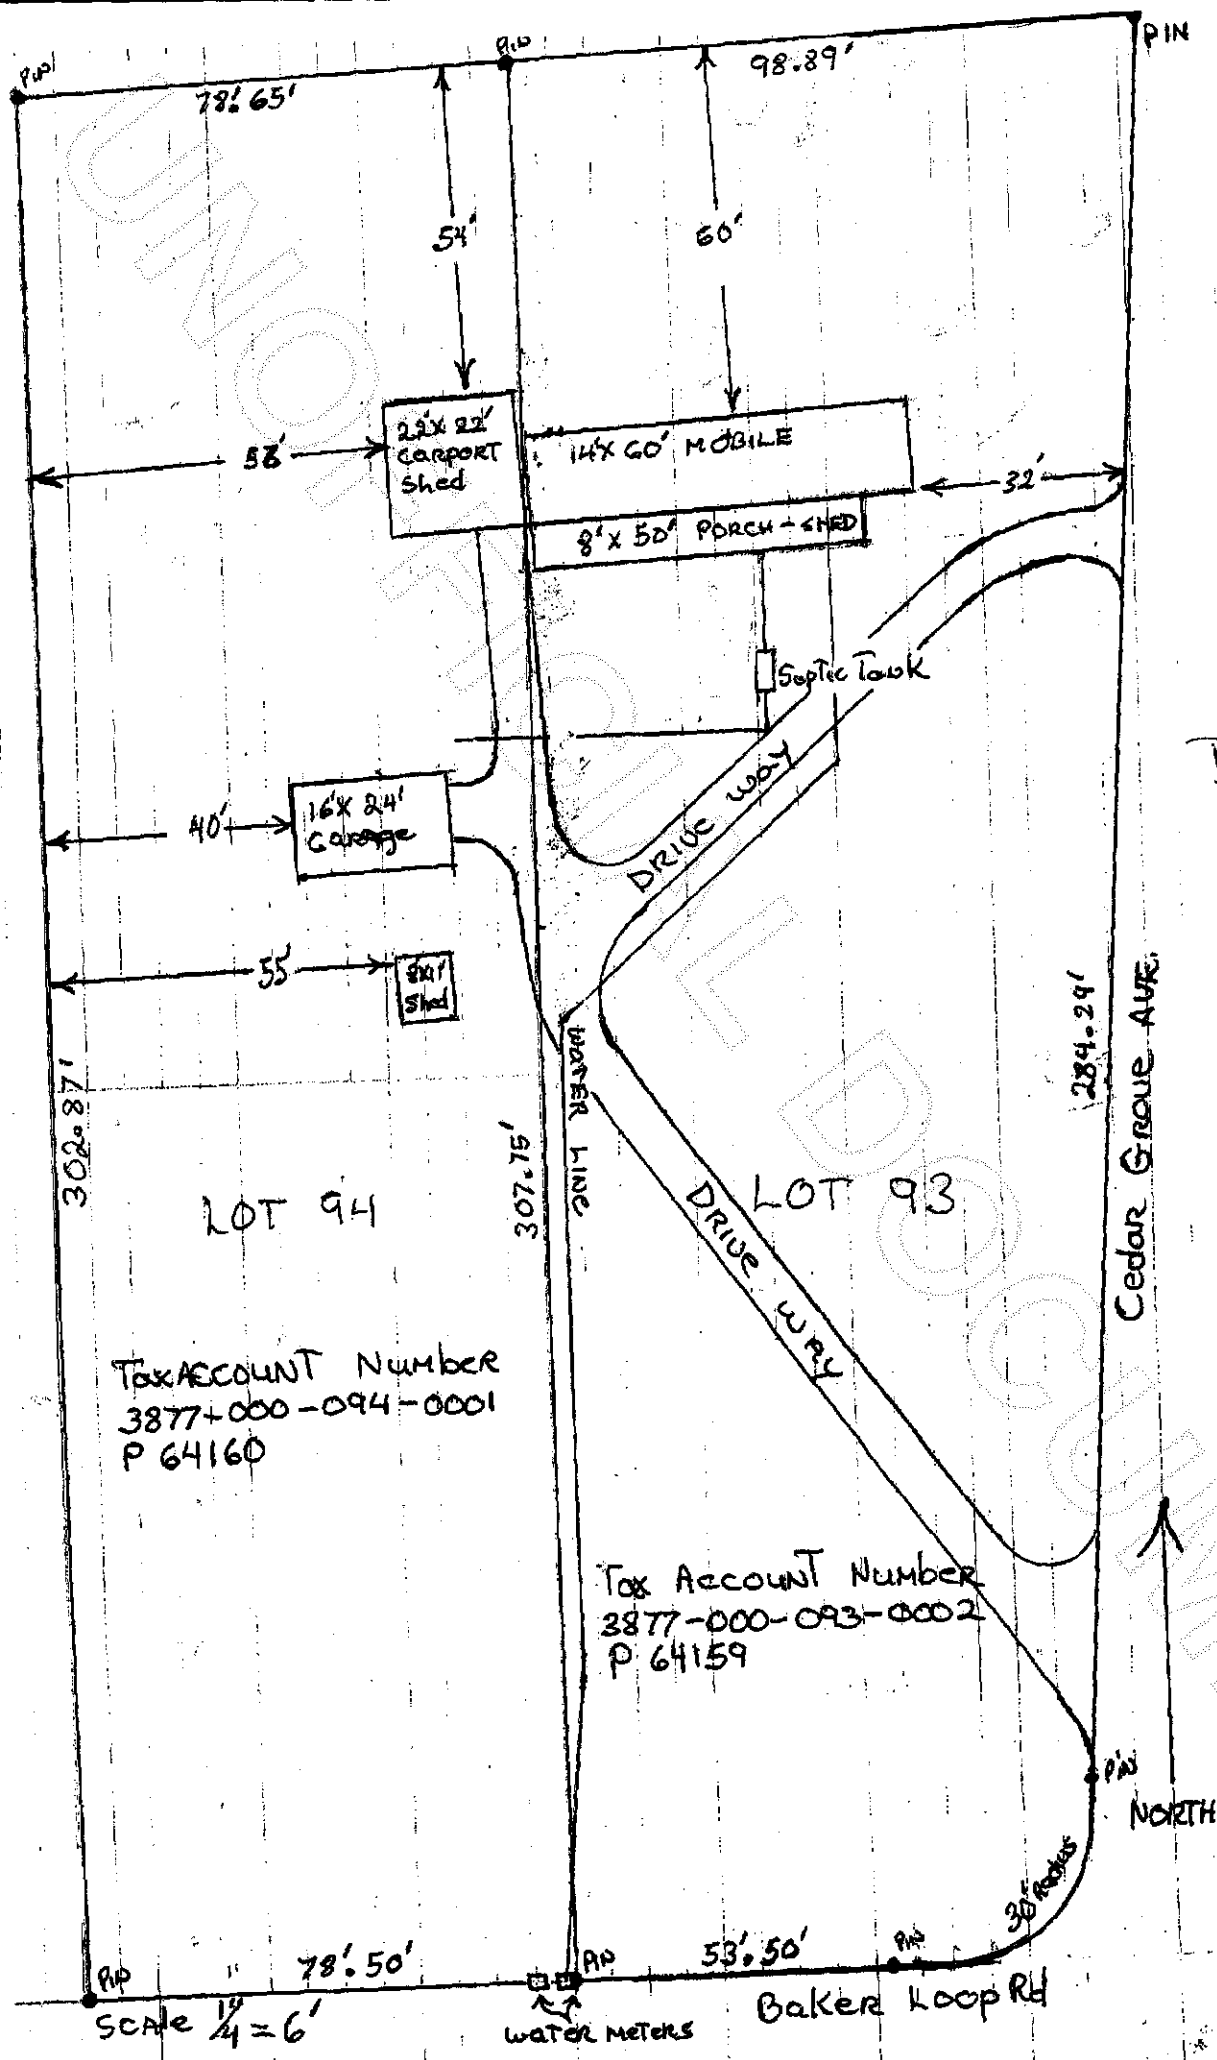 PIN
PIN
PIN
78.65'
98.89'
54'
60'
22'X 22'
CARPORT
Shed
14'X 60' MOBILE
58'
32'
8' X 50' PORCH-SHED
Septic Tank
DRIVE WAY
16'X 24'
Garage
40'
55'
Shed
WATER LINE
302.87'
307.75'
284.29'
Cedar Grove AVE.
LOT 94
LOT 93
DRIVE WAY
TAX ACCOUNT Number
3877-000-094-0001
P 64160
Tax Account Number
3877-000-093-0002
P 64159
PIN
NORTH
30' Radius
PIN
78'.50'
PIN
53'.50'
PIN
SCALE 1/4" = 6'
WATER METERS
Baker Loop Rd
UNOFFICIAL DOCUMENT